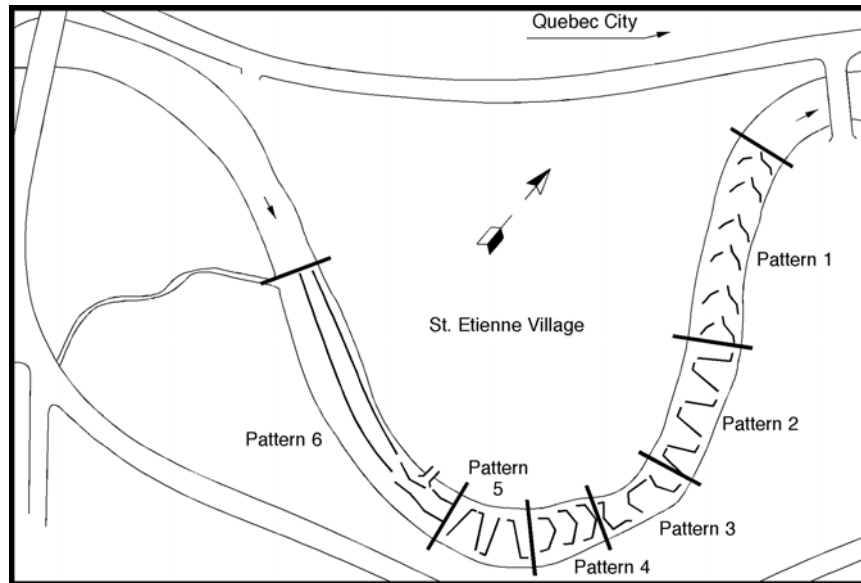 Quebec City
Pattern 1
St. Etienne Village
Pattern 2
Pattern 6
Pattern
5
Pattern 3
Pattern 4